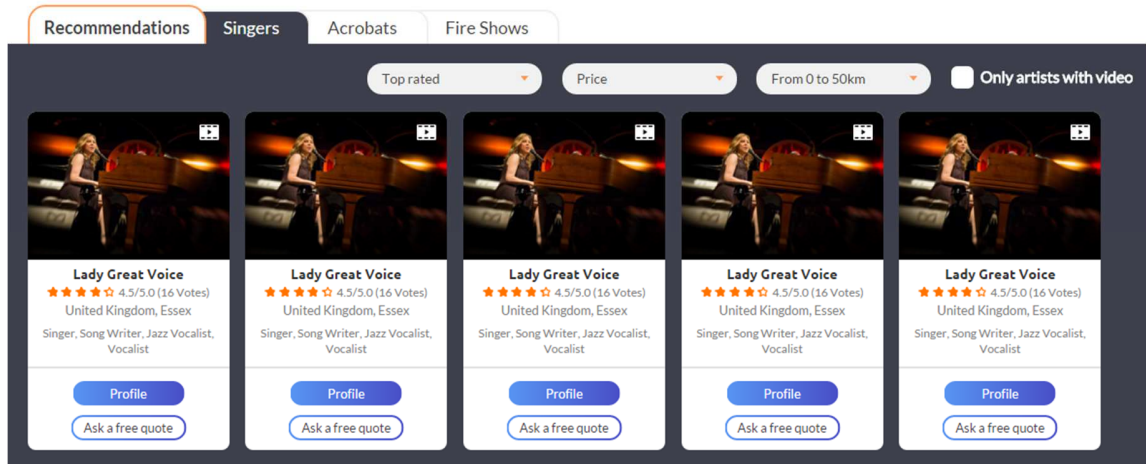 Recommendations Singers Acrobats Fire Shows
Top rated Price From 0 to 50km Only artists with video
Lady Great Voice Lady Great Voice Lady Great Voice Lady Great Voice Lady Great Voice
4.5/5.0 (16 Votes) 4.5/5.0 (16 Votes) 4.5/5.0 (16 Votes) 4.5/5.0 (16 Votes) 4.5/5.0 (16 Votes)
United Kingdom, Essex United Kingdom, Essex United Kingdom, Essex United Kingdom, Essex United Kingdom, Essex
Singer, Song Writer, Jazz Vocalist, Singer, Song Writer, Jazz Vocalist, Singer, Song Writer, Jazz Vocalist, Singer, Song Writer, Jazz Vocalist, Singer, Song Writer, Jazz Vocalist,
Vocalist Vocalist Vocalist Vocalist Vocalist
Profile Profile Profile Profile Profile
Ask a free quote Ask a free quote Ask a free quote Ask a free quote Ask a free quote